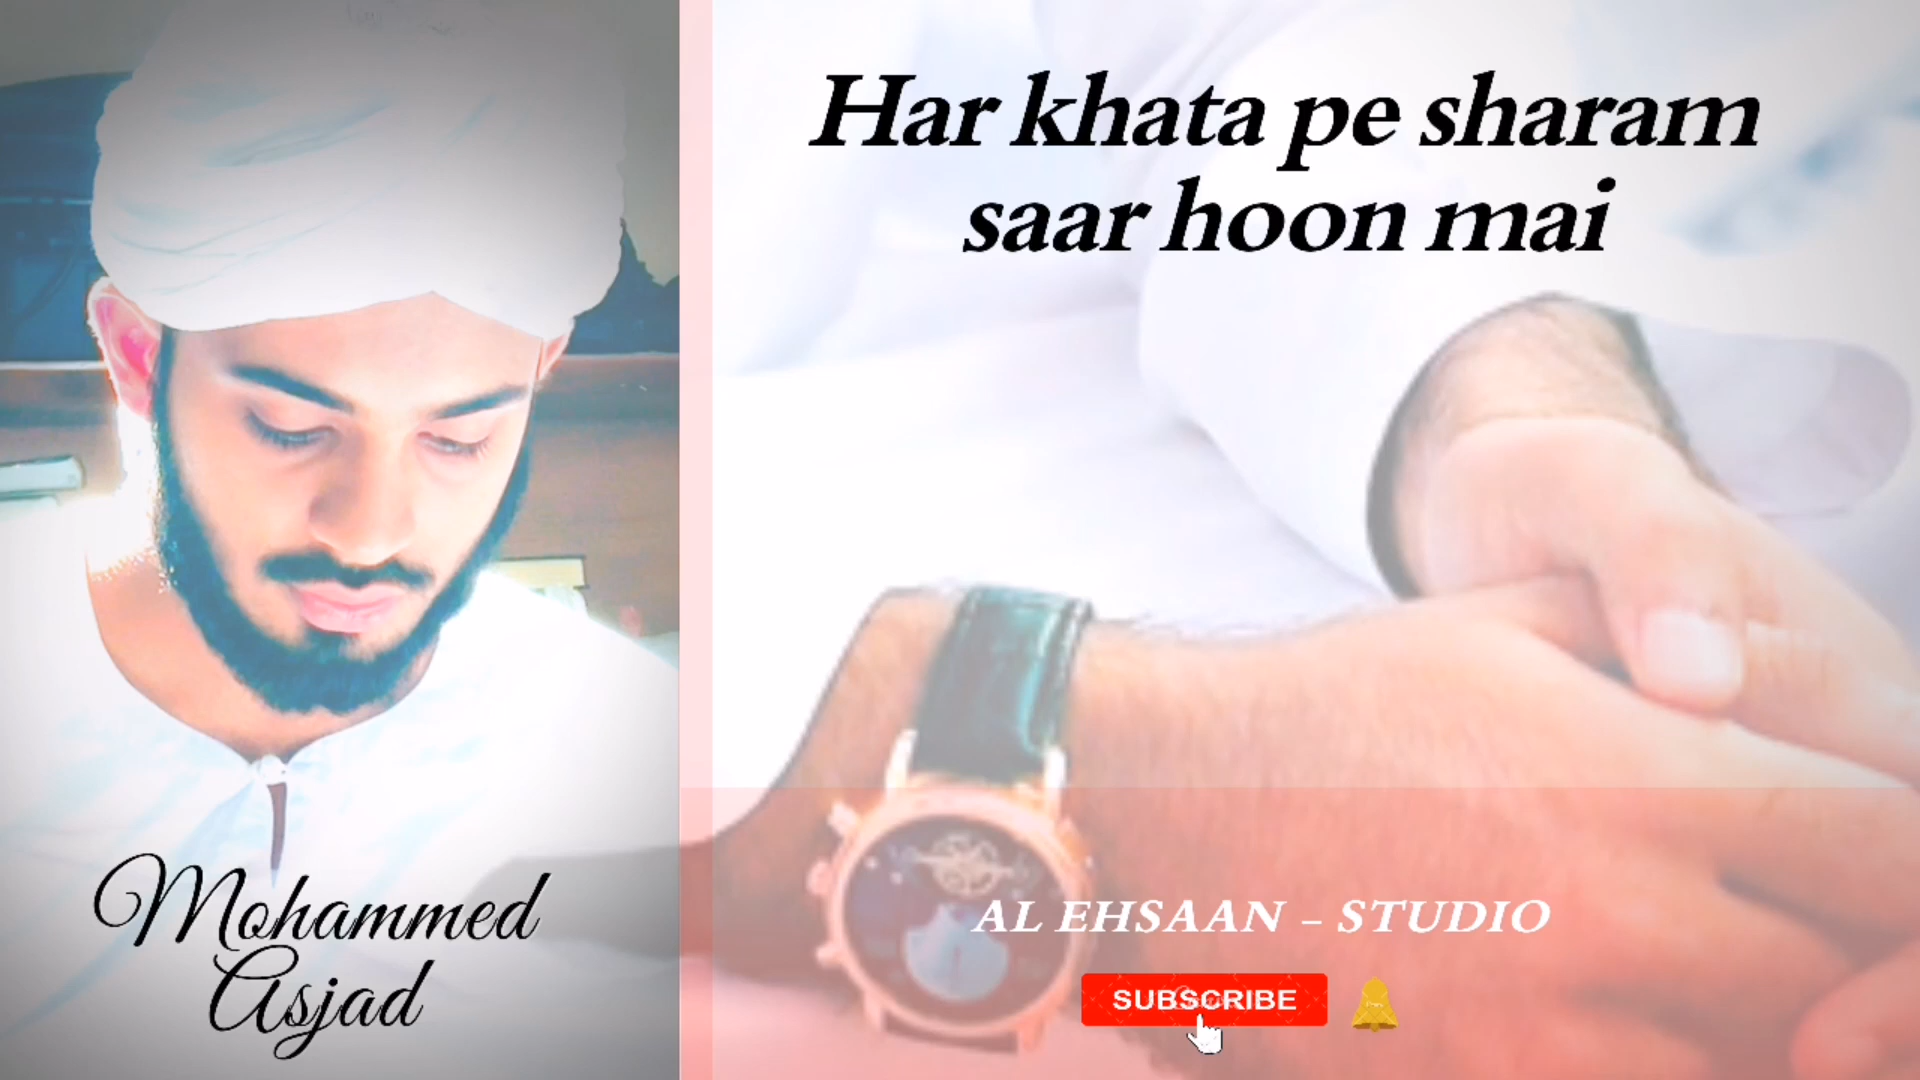 Har khata pe sharam
saar hoon mai
Mohammed
Asjad
AL EHSAAN – STUDIO
SUBSCRIBE